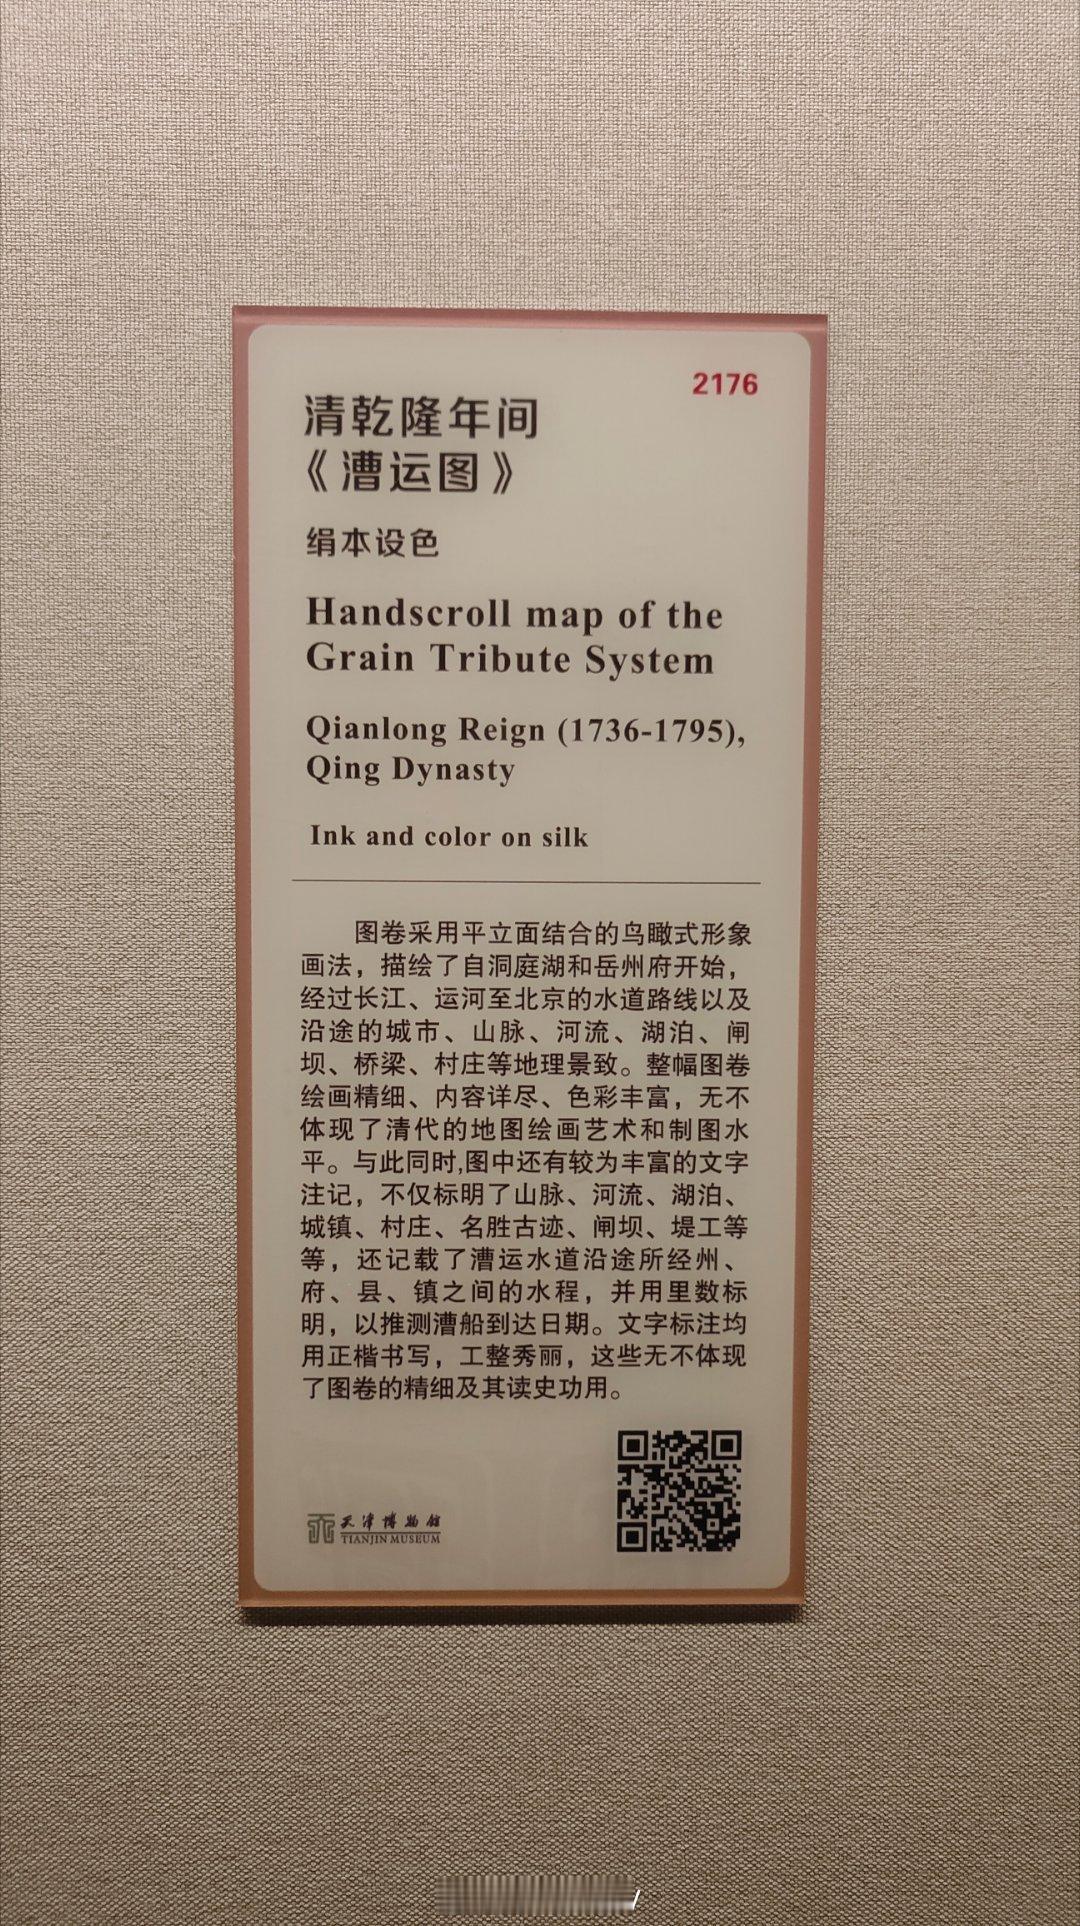 2176
清乾隆年间
《漕运图》
绢本设色
Handscroll map of the
Grain Tribute System
Qianlong Reign (1736-1795),
Qing Dynasty
Ink and color on silk
图卷采用平立面结合的鸟瞰式形象
画法，描绘了自洞庭湖和岳州府开始，
经过长江、运河至北京的水道路线以及
沿途的城市、山脉、河流、湖泊、闸
坝、桥梁、村庄等地理景致。整幅图卷
绘画精细、内容详尽、色彩丰富，无不
体现了清代的地图绘画艺术和制图水
平。与此同时,图中还有较为丰富的文字
注记，不仅标明了山脉、河流、湖泊、
城镇、村庄、名胜古迹、闸坝、堤工等
等，还记载了漕运水道沿途所经州、
府、县、镇之间的水程，并用里数标
明，以推测漕船到达日期。文字标注均
用正楷书写，工整秀丽，这些无不体现
了图卷的精细及其读史功用。
天津博物馆
TIANJIN MUSEUM